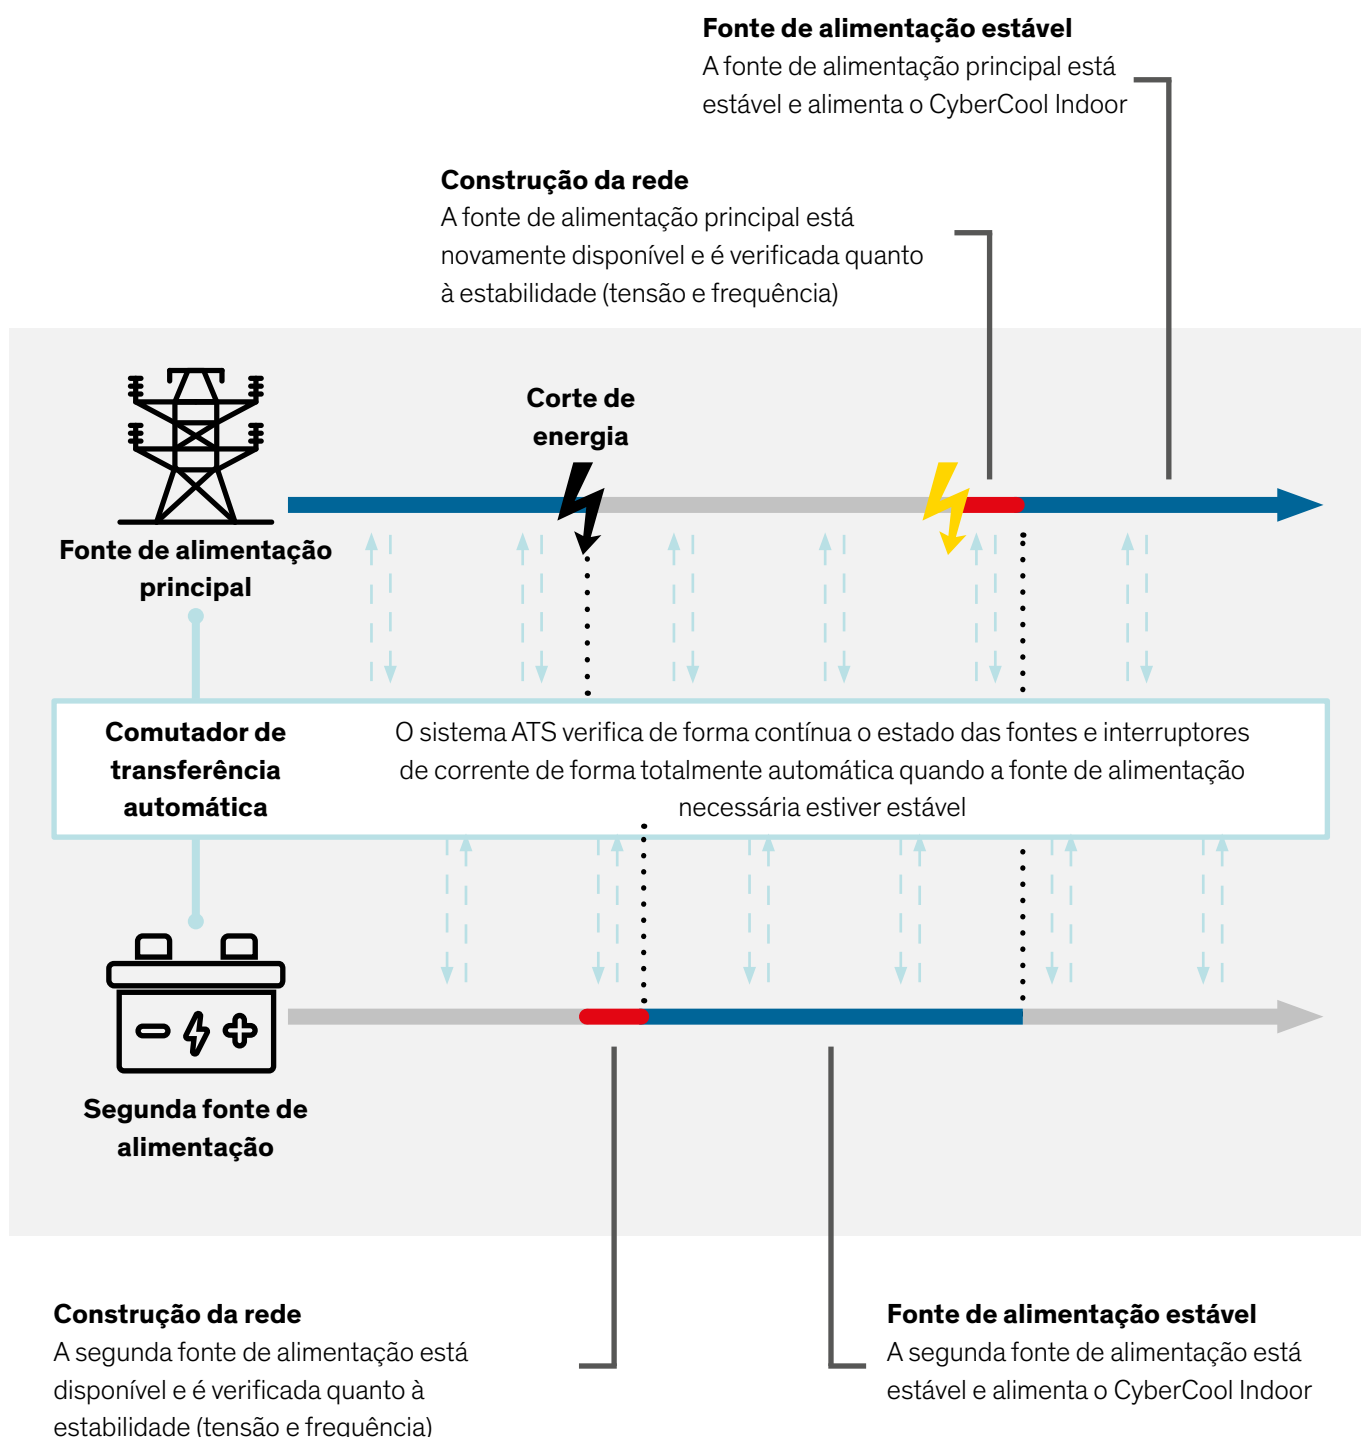 Fonte de alimentação estável
A fonte de alimentação principal está
estável e alimenta o CyberCool Indoor
Construção da rede
A fonte de alimentação principal está
novamente disponível e é verificada quanto
à estabilidade (tensão e frequência)
Corte de
energia
Fonte de alimentação
principal
Comutador de
transferência
automática
O sistema ATS verifica de forma contínua o estado das fontes e interruptores
de corrente de forma totalmente automática quando a fonte de alimentação
necessária estiver estável
Segunda fonte de
alimentação
Construção da rede
A segunda fonte de alimentação está
disponível e é verificada quanto à
estabilidade (tensão e frequência)
Fonte de alimentação estável
A segunda fonte de alimentação está
estável e alimenta o CyberCool Indoor